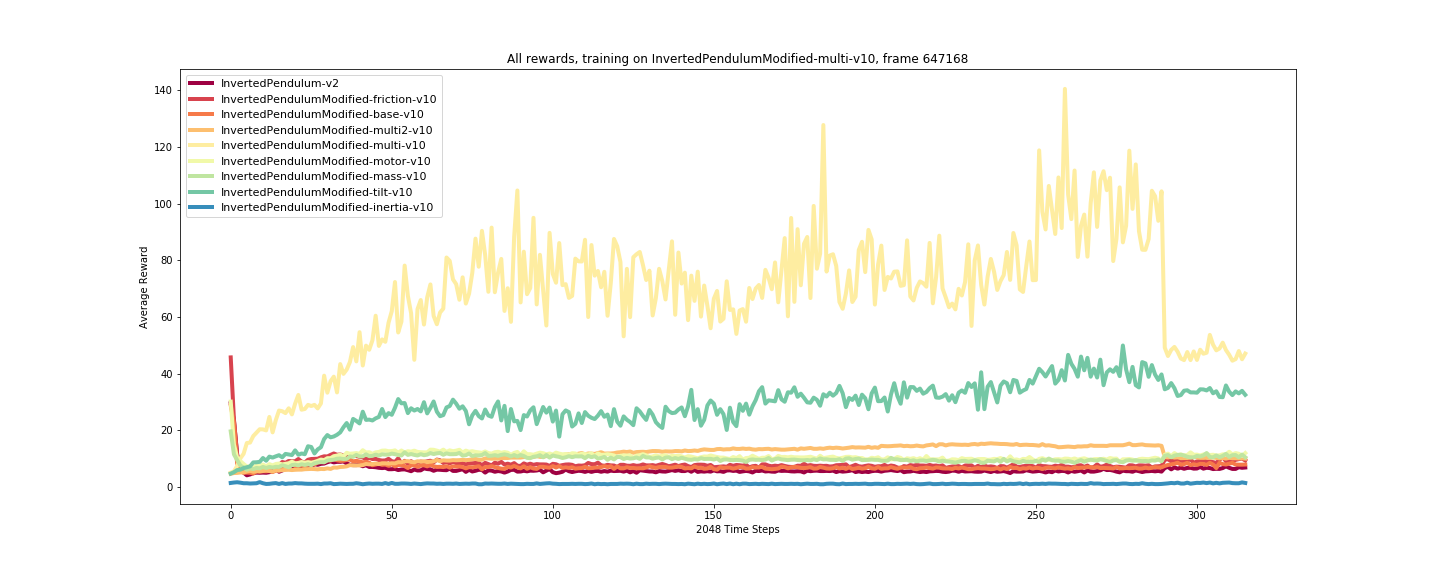 All rewards, training on InvertedPendulumModified-multi-v10, frame 647168
InvertedPendulum-v2
InvertedPendulumModified-friction-v10
InvertedPendulumModified-base-v10
InvertedPendulumModified-multi2-v10
InvertedPendulumModified-multi-v10
InvertedPendulumModified-motor-v10
InvertedPendulumModified-mass-v10
InvertedPendulumModified-tilt-v10
InvertedPendulumModified-inertia-v10
Average Reward
140
120
100
80
60
40
20
0
0 50 100 150 200 250 300
2048 Time Steps